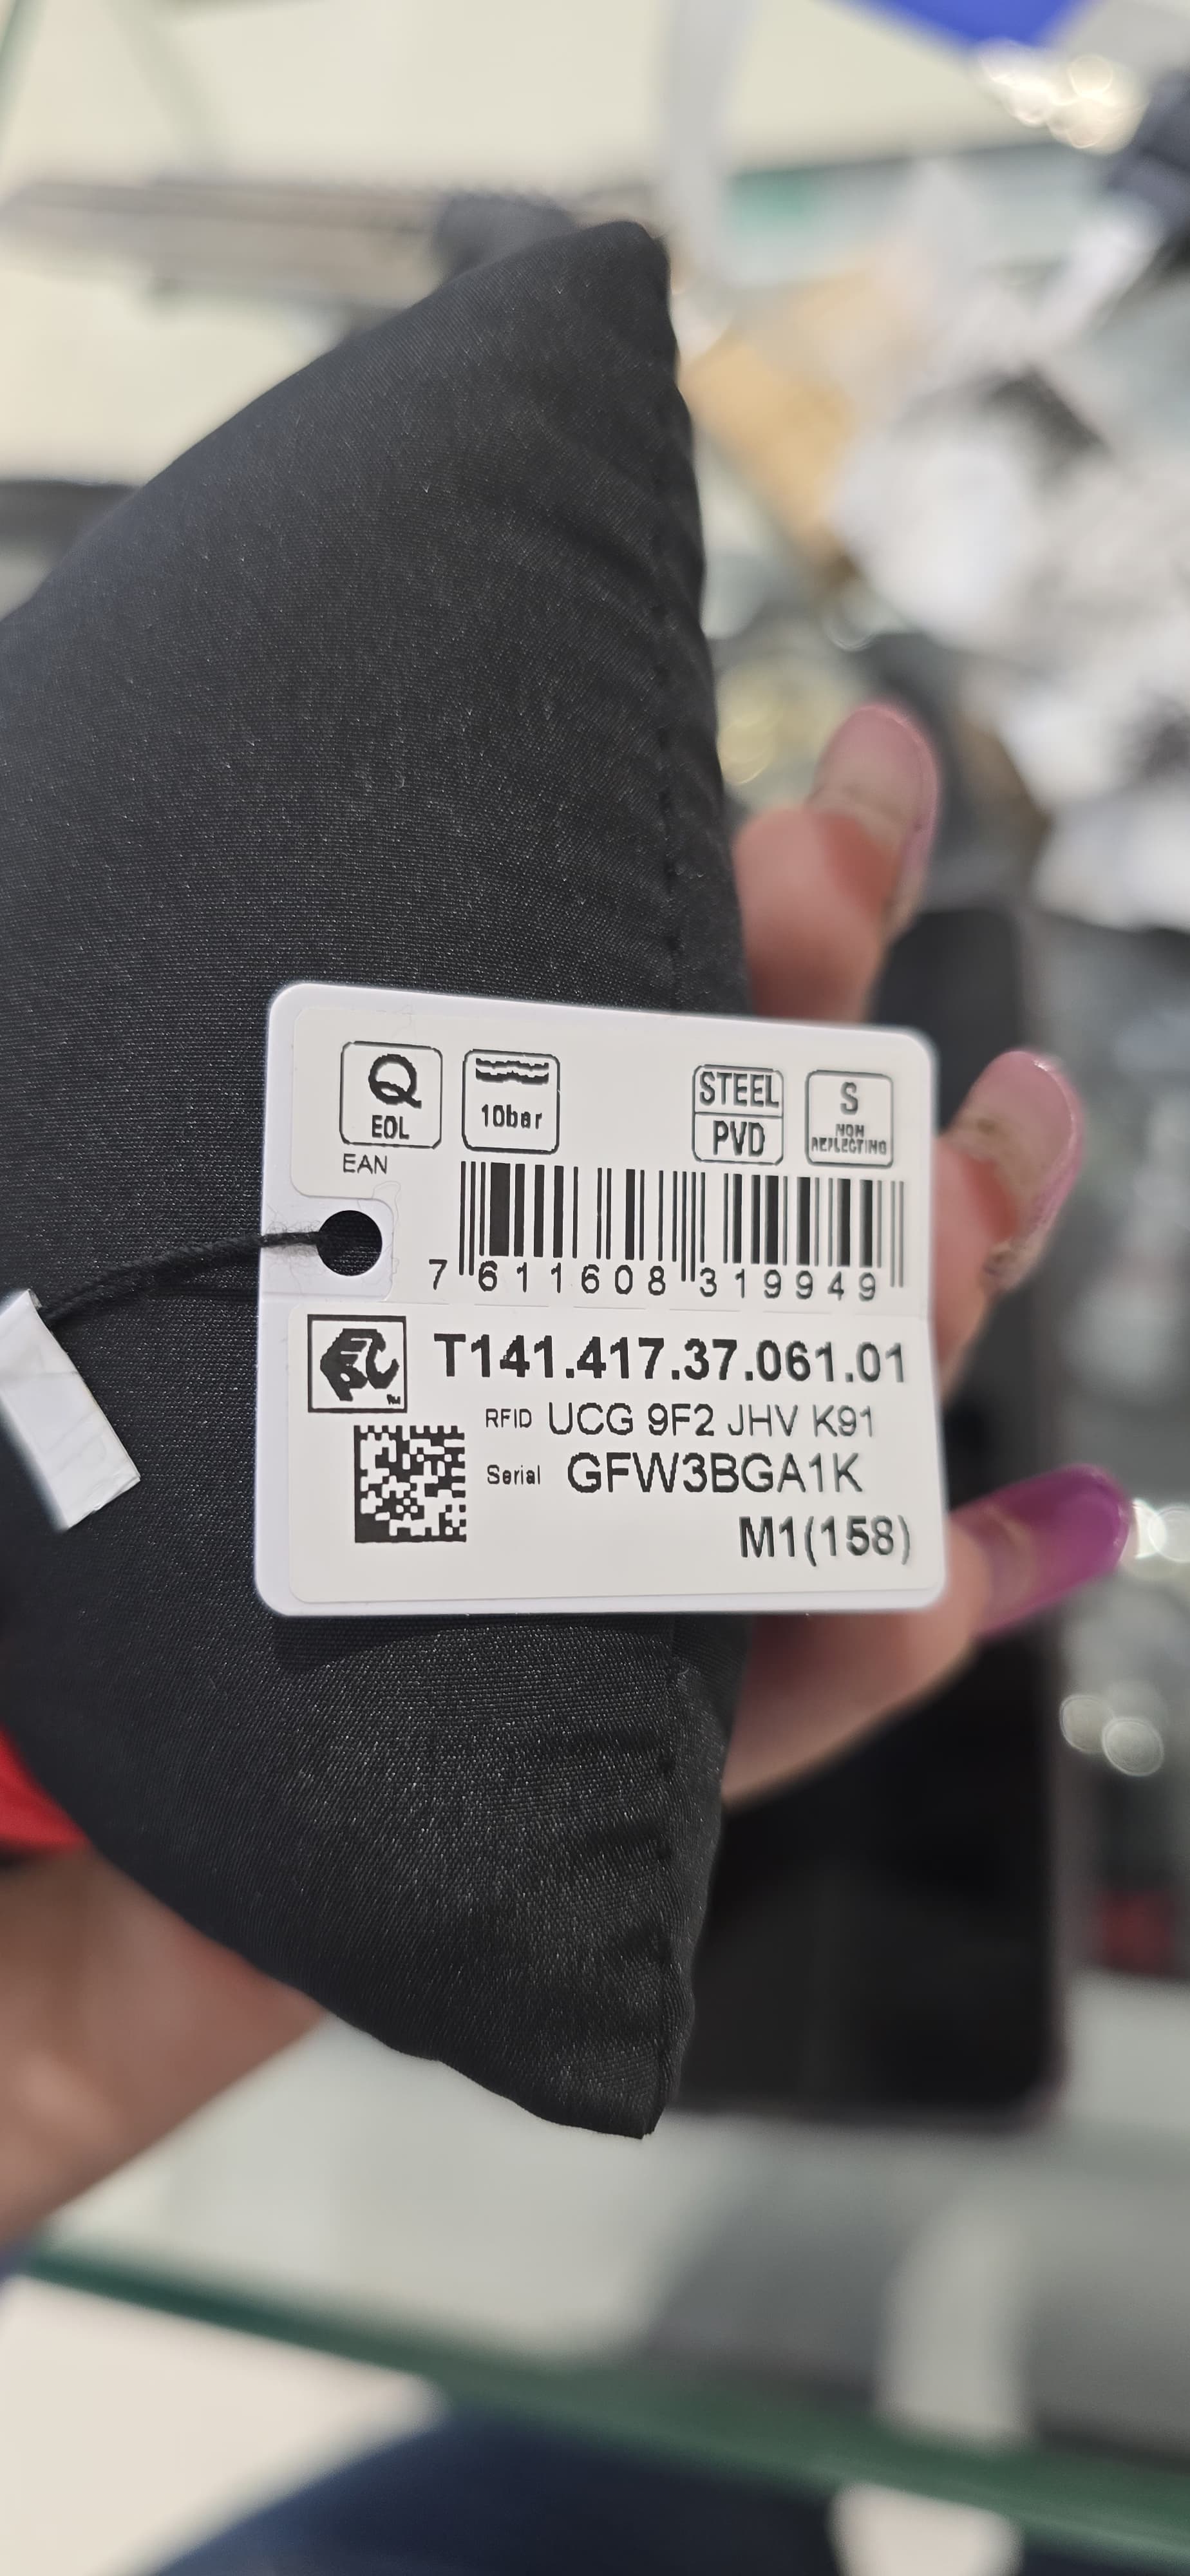 Q
EOL
10bar
STEEL
PVD
S
NON
REFLECTING
EAN
7 611608 319949
T141.417.37.061.01
RFID UCG 9F2 JHV K91
Serial GFW3BGA1K
M1(158)